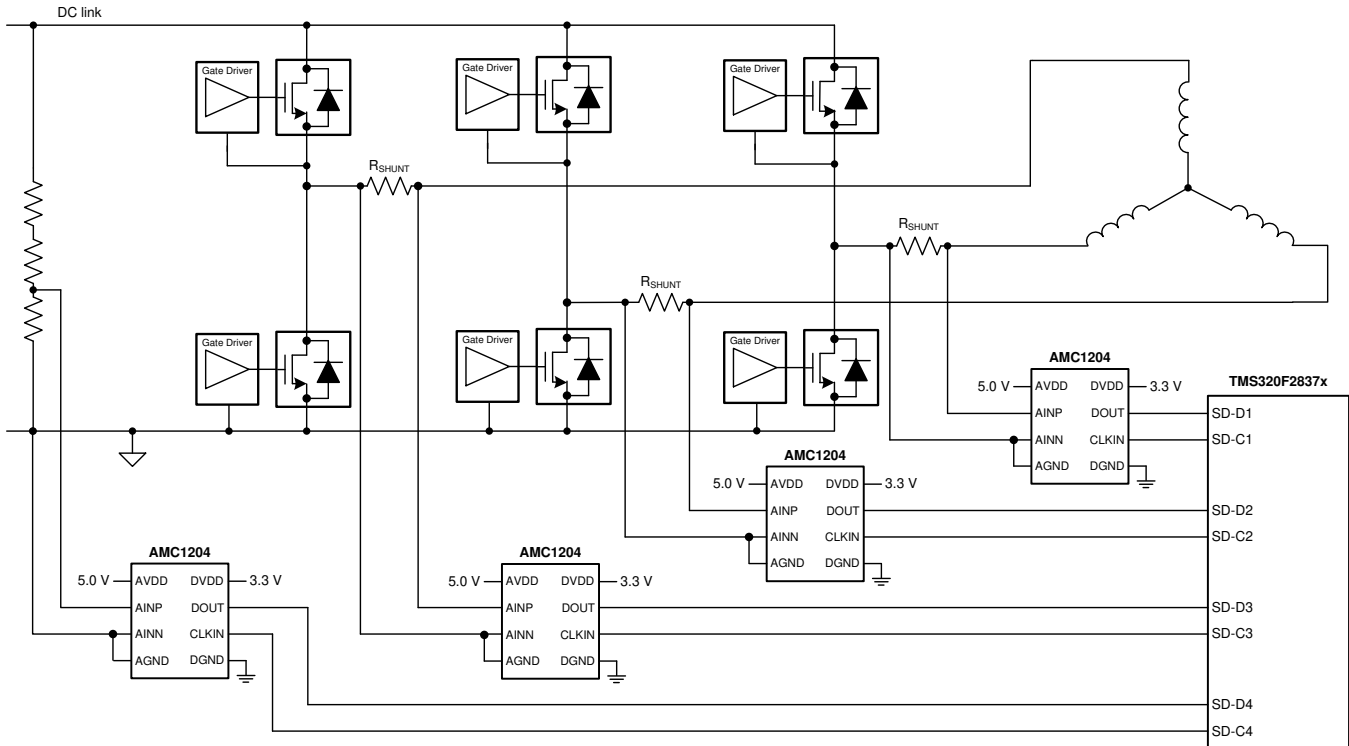 DC link
Gate Driver
Gate Driver
Gate Driver
RSHUNT
RSHUNT
RSHUNT
Gate Driver
Gate Driver
Gate Driver
AMC1204
5.0 V AVDD DVDD 3.3 V
AINP DOUT
AINN CLKIN
AGND DGND
TMS320F2837x
SD-D1
SD-C1
AMC1204
5.0 V AVDD DVDD 3.3 V
AINP DOUT
AINN CLKIN
AGND DGND
SD-D2
SD-C2
AMC1204
5.0 V AVDD DVDD 3.3 V
AINP DOUT
AINN CLKIN
AGND DGND
AMC1204
5.0 V AVDD DVDD 3.3 V
AINP DOUT
AINN CLKIN
AGND DGND
SD-D3
SD-C3
SD-D4
SD-C4